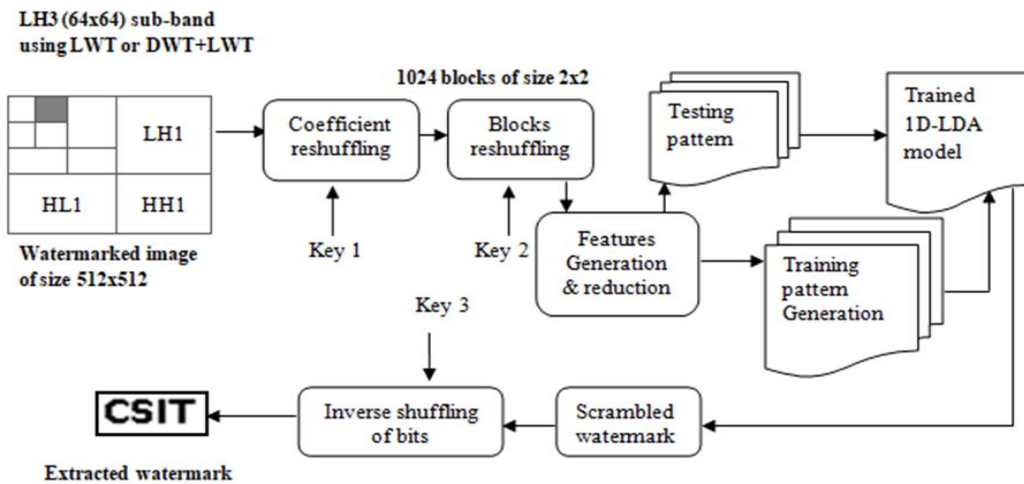 LH3 (64x64) sub-band
using LWT or DWT+LWT
1024 blocks of size 2x2
LH1
HL1
HH1
Watermarked image
of size 512x512
Coefficient
reshuffling
Key 1
Blocks
reshuffling
Key 2
Features
Generation
& reduction
Testing
pattem
Trained
1D-LDA
model
Training
pattem
Generation
Key 3
Inverse shuffling
of bits
Scrambled
watermark
CSIT
Extracted watermark